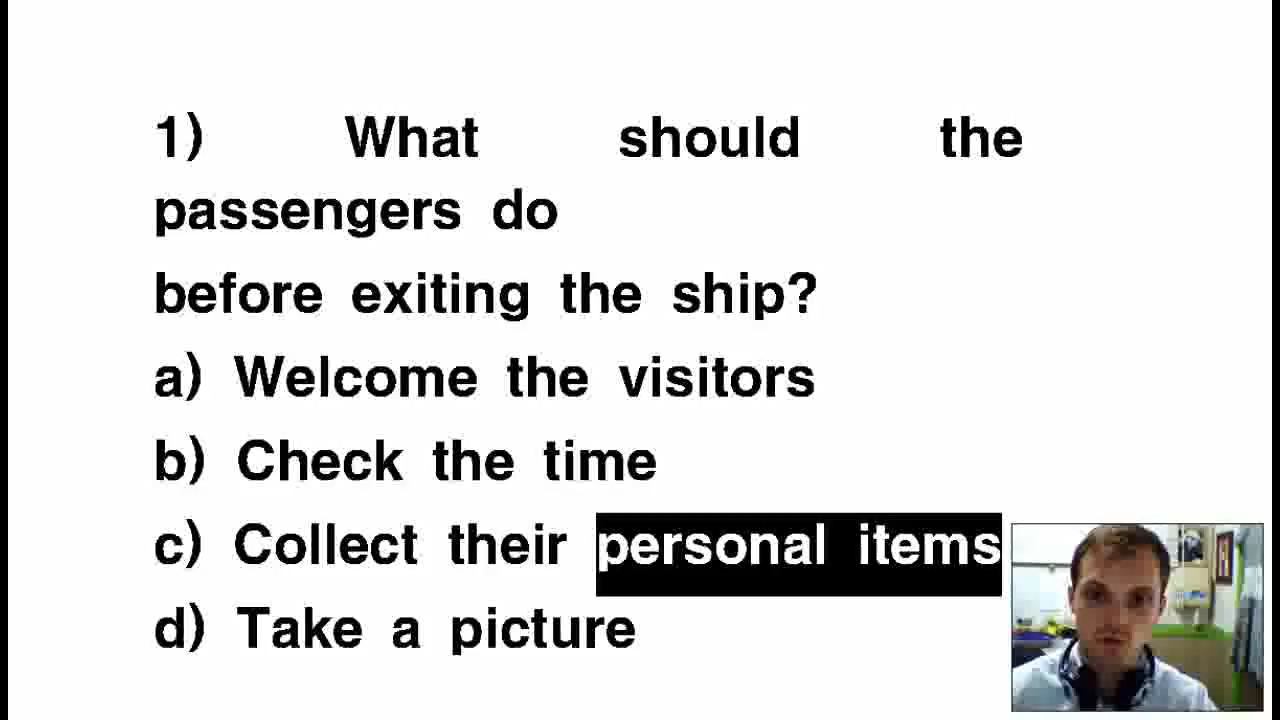 1) What should the
passengers do
before exiting the ship?
a) Welcome the visitors
b) Check the time
c) Collect their personal items
d) Take a picture